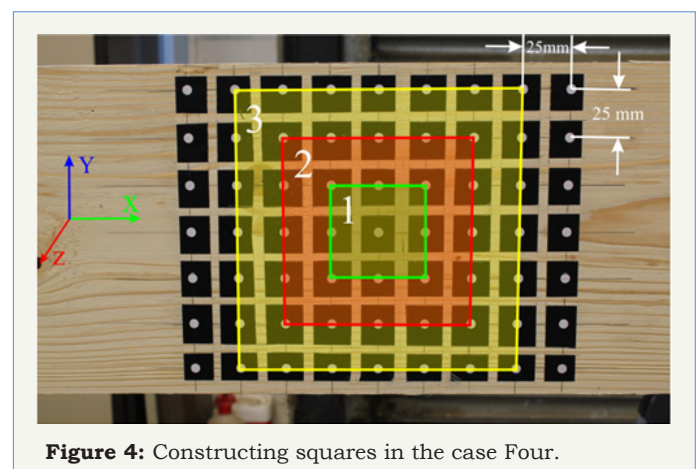 25mm
25 mm
3
2
1
Y
X
Z
Figure 4: Constructing squares in the case Four.